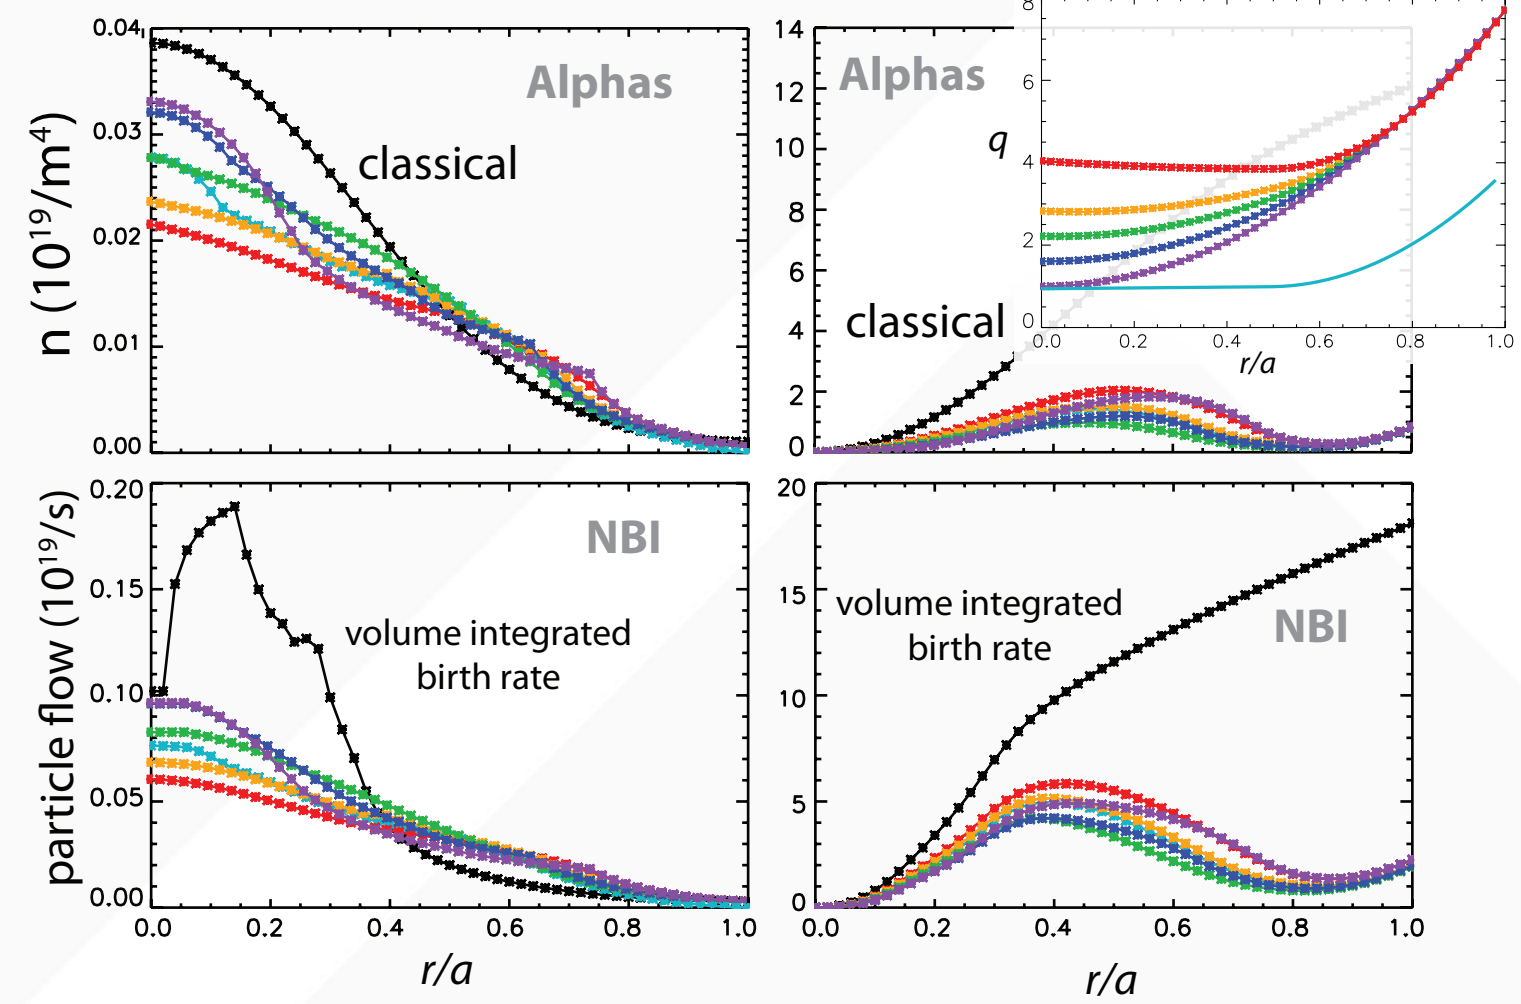 n (10¹⁹/m⁴)
0.04
0.03
0.02
0.01
0.00
Alphas
classical
14
12
10
8
6
4
2
0
Alphas
classical
q
8
6
4
2
0
0.0 0.2 0.4 0.6 0.8 1.0
r/a
particle flow (10¹⁹/s)
0.20
0.15
0.10
0.05
0.00
NBI
volume integrated
birth rate
0.0 0.2 0.4 0.6 0.8 1.0
r/a
20
15
10
5
0
volume integrated
birth rate
NBI
0.0 0.2 0.4 0.6 0.8 1.0
r/a